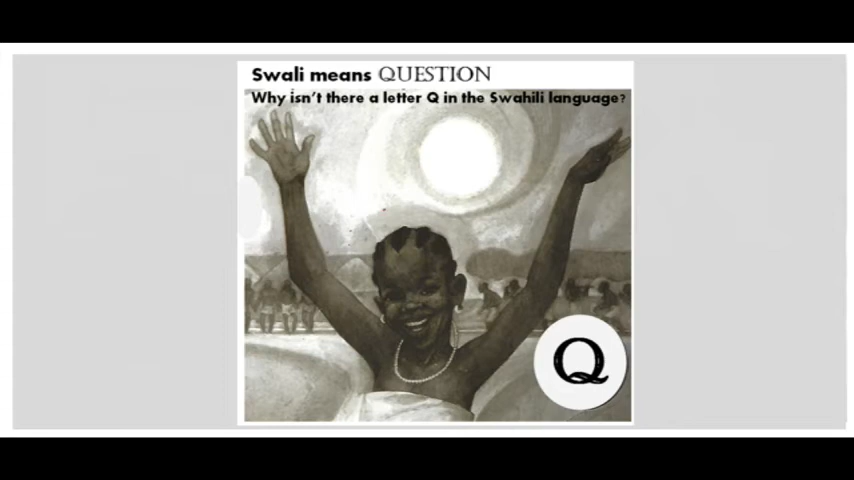 Swali means QUESTION
Why isn't there a letter Q in the Swahili language?
Q